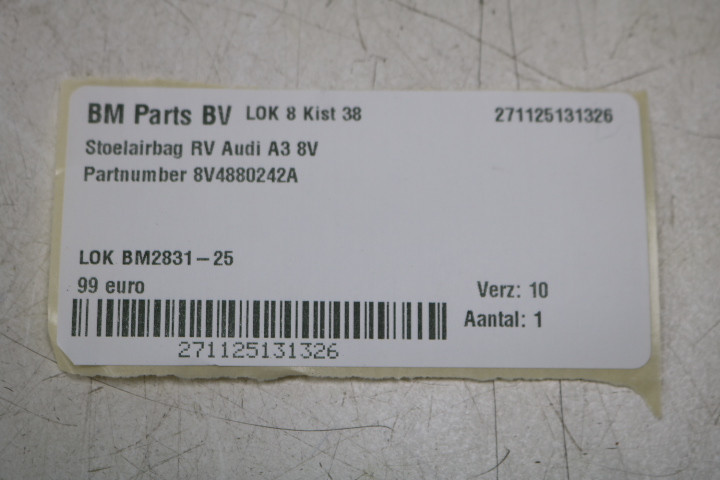 BM Parts BV LOK 8 Kist 38 271125131326
Stoelairbag RV Audi A3 8V
Partnumber 8V4880242A
LOK BM2831-25
99 euro Verz: 10
Aantal: 1
271125131326